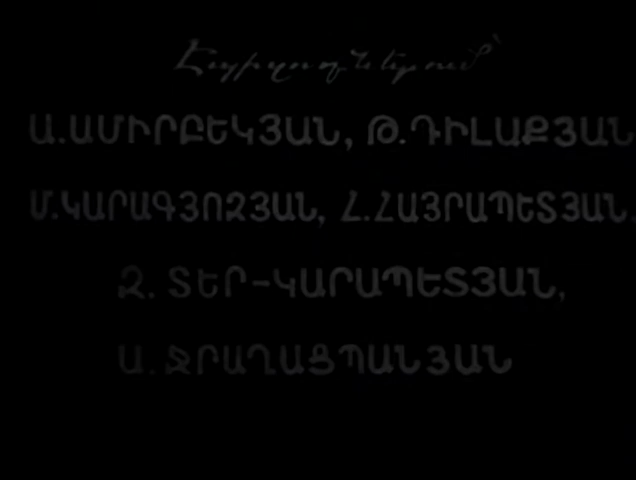 Ա.ԱՄԻՐԲԵԿՅԱՆ, Թ.ԴԻԼԱՔՅԱՆ
Մ.ԿԱՐԱԳՅՈԶՅԱՆ, Հ.ՀԱՅՐԱՊԵՏՅԱՆ,
Զ. ՏԵՐ-ԿԱՐԱՊԵՏՅԱՆ,
Ա. ՋՐԱՂԱՑՊԱՆՅԱՆ